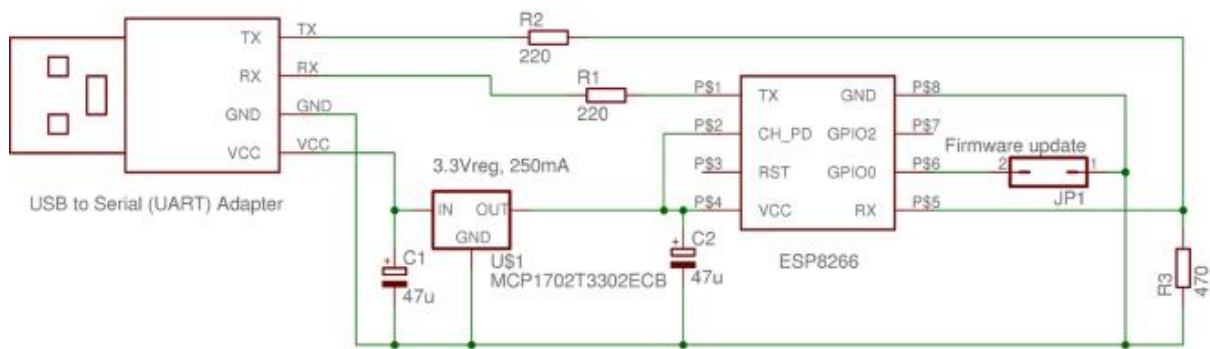 TX
RX
GND
VCC
TX
RX
GND
VCC
USB to Serial (UART) Adapter
R2
220
R1
220
3.3Vreg, 250mA
IN
OUT
GND
U$1
MCP1702T3302ECB
+
C1
47u
+
C2
47u
P$1
P$2
P$3
P$4
TX
CH_PD
RST
VCC
GND
GPIO2
GPIO0
RX
P$8
P$7
P$6
P$5
ESP8266
Firmware update
2
1
JP1
R3
470